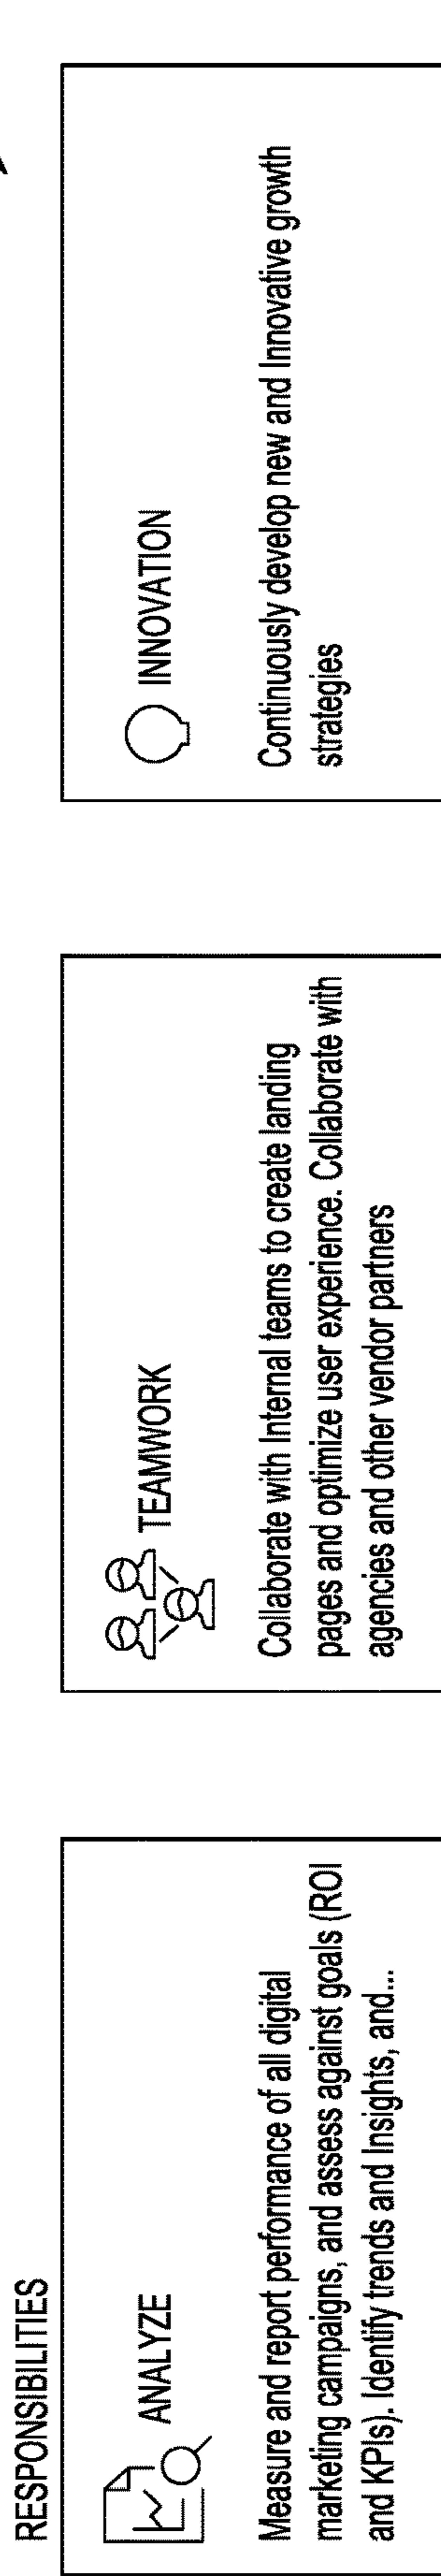 RESPONSIBILITIES
ANALYZE
Measure and report performance of all digital
marketing campaigns, and assess against goals (ROI
and KPIs). Identify trends and Insights, and...
TEAMWORK
Collaborate with Internal teams to create landing
pages and optimize user experience. Collaborate with
agencies and other vendor partners
INNOVATION
Continuously develop new and Innovative growth
strategies